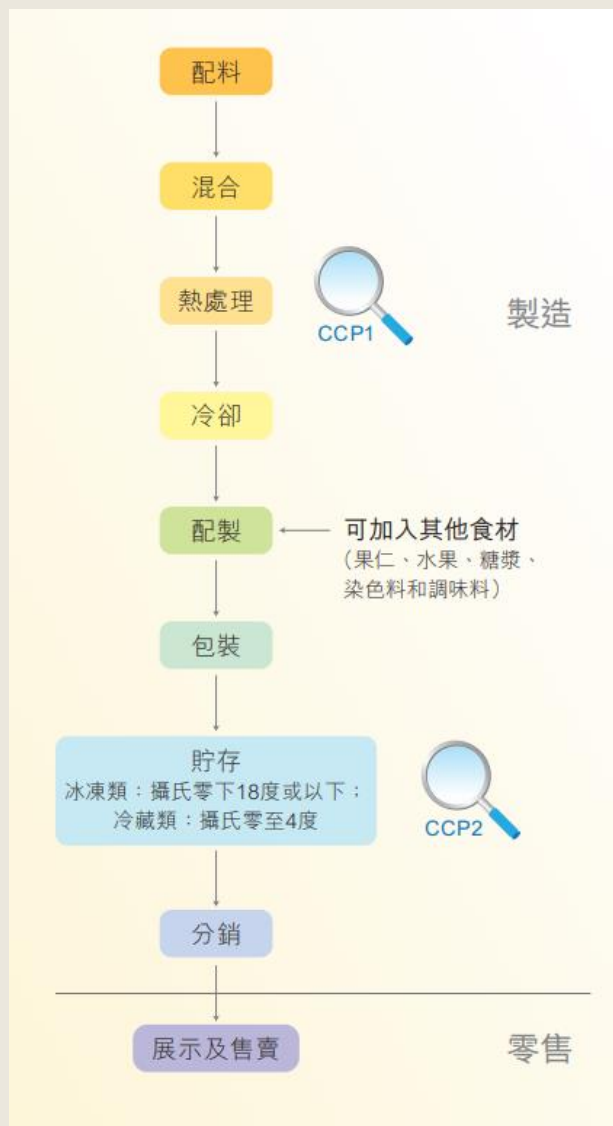 配料
混合
熱處理
CCP1
製造
冷卻
配製
可加入其他食材
（果仁、水果、糖漿、
染色料和調味料）
包裝
貯存
冰凍類：攝氏零下18度或以下；
冷藏類：攝氏零至4度
CCP2
分銷
展示及售賣
零售